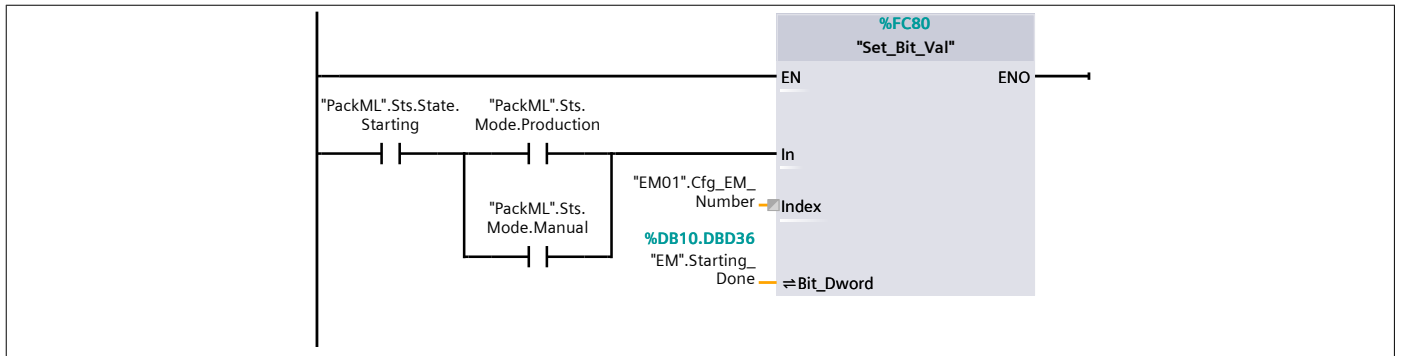 %FC80
"Set_Bit_Val"
EN
ENO
"PackML".Sts.State.
Starting
"PackML".Sts.
Mode.Production
In
"EM01".Cfg_EM_
Number
Index
"PackML".Sts.
Mode.Manual
%DB10.DBD36
"EM".Starting_
Done
⇌Bit_Dword